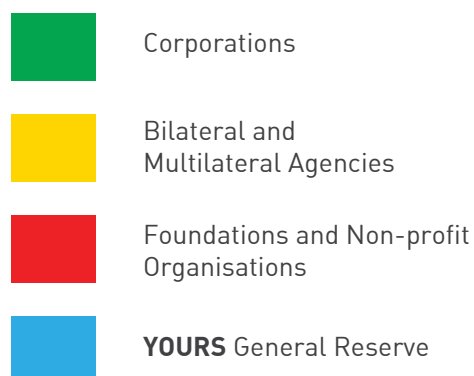 Corporations
Bilateral and
Multilateral Agencies
Foundations and Non-profit
Organisations
YOURS General Reserve